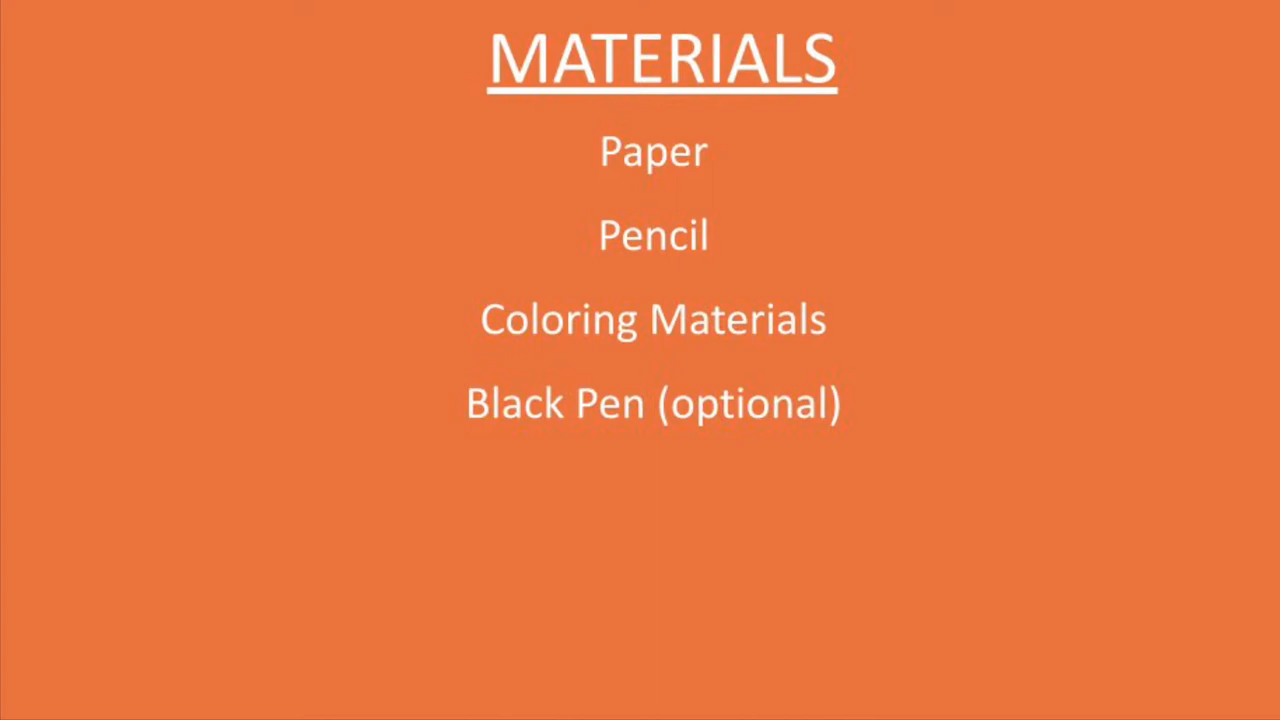 MATERIALS
Paper
Pencil
Coloring Materials
Black Pen (optional)